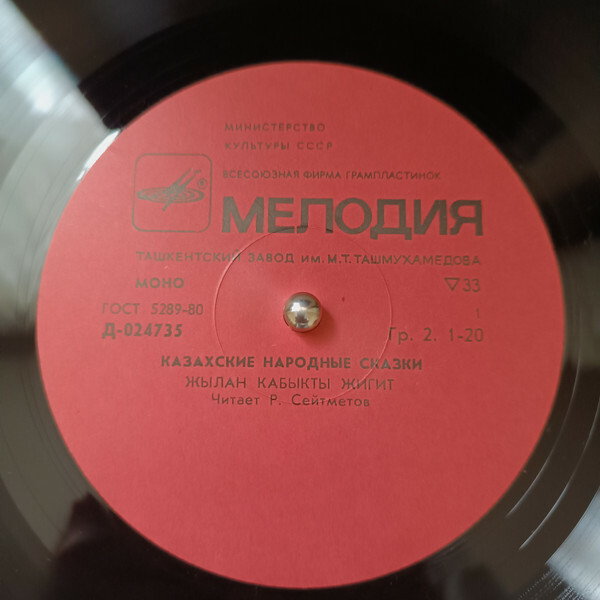 МИНИСТЕРСТВО
КУЛЬТУРЫ СССР
ВСЕСОЮЗНАЯ ФИРМА ГРАМПЛАСТИНОК
МЕЛОДИЯ
ТАШКЕНТСКИЙ ЗАВОД ИМ. М.Т. ТАШМУХАМЕДОВА
МОНО ▽33
ГОСТ 5289-80 1
Д-024735 Гр. 2. 1-20
КАЗАХСКИЕ НАРОДНЫЕ СКАЗКИ
ЖЫЛАН КАБЫКТЫ ЖИГИТ
Читает Р. Сейтметов